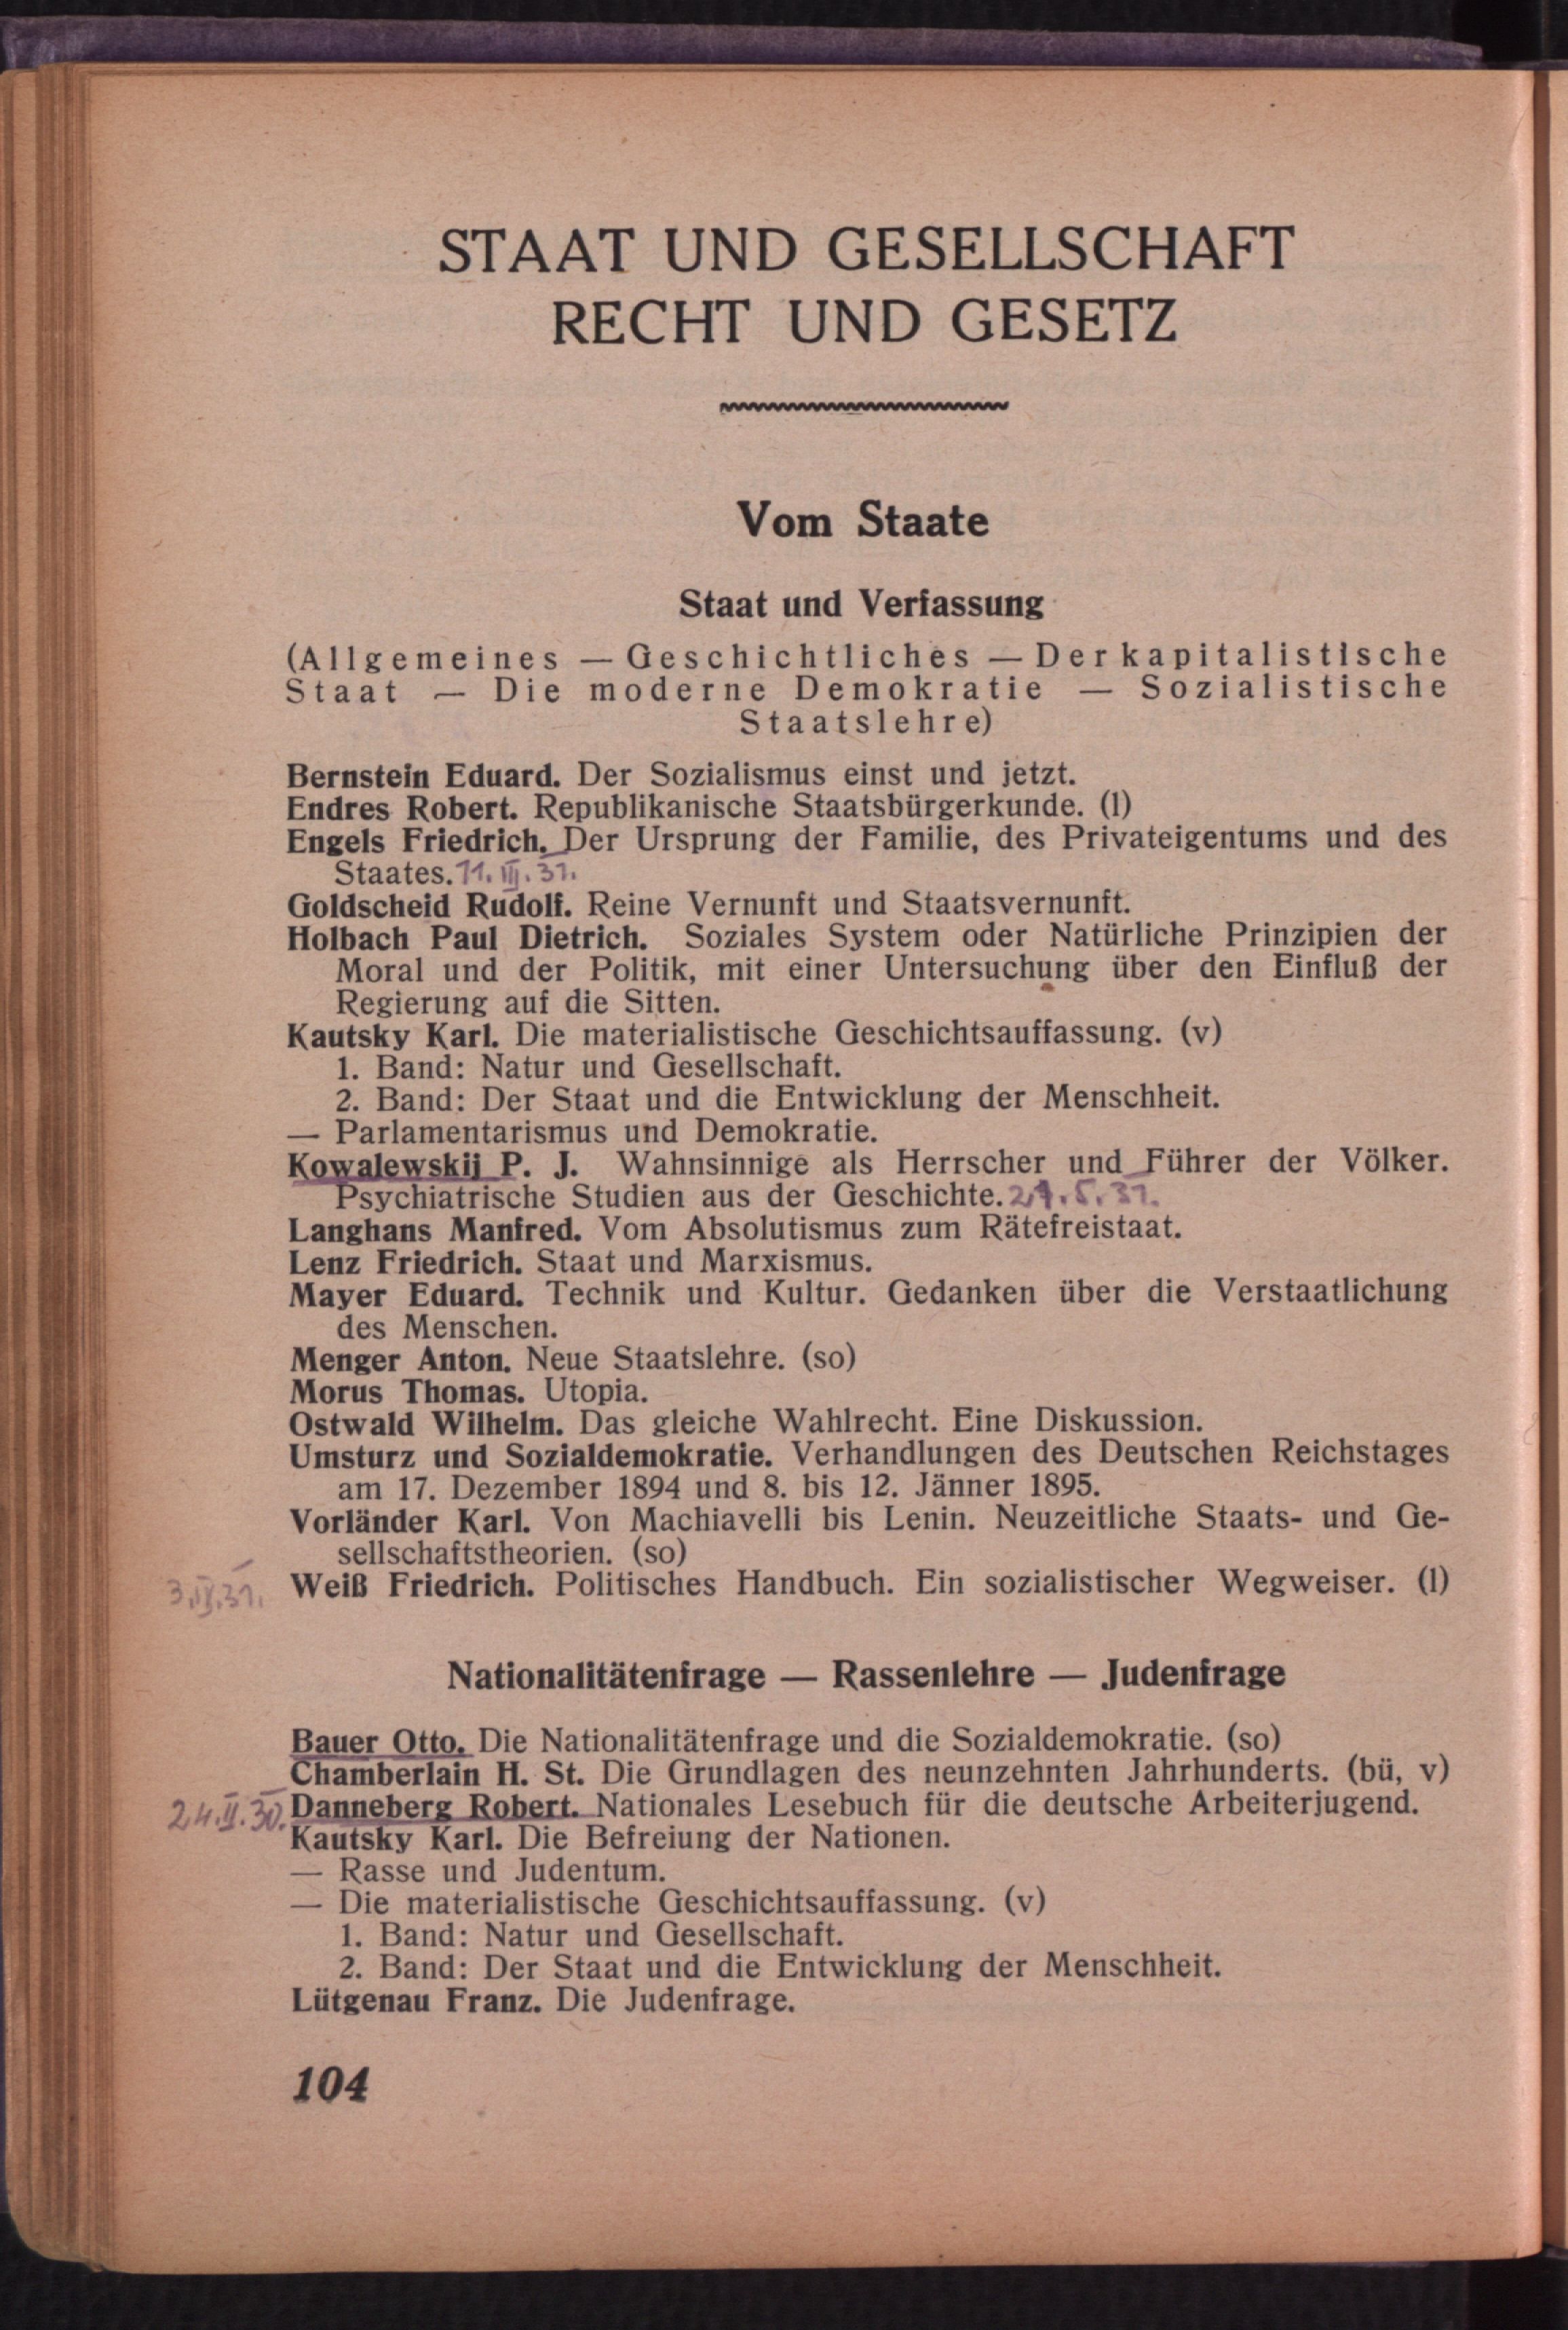 STAAT UND GESELLSCHAFT
RECHT UND GESETZ
Vom Staate
Staat und Verfassung
(Allgemeines — Geschichtliches — Der kapitalistische
Staat — Die moderne Demokratie — Sozialistische
Staatslehre)
Bernstein Eduard. Der Sozialismus einst und jetzt.
Endres Robert. Republikanische Staatsbürgerkunde. (l)
Engels Friedrich. Der Ursprung der Familie, des Privateigentums und des
Staates. 11. III. 31.
Goldscheid Rudolf. Reine Vernunft und Staatsvernunft.
Holbach Paul Dietrich. Soziales System oder Natürliche Prinzipien der
Moral und der Politik, mit einer Untersuchung über den Einfluß der
Regierung auf die Sitten.
Kautsky Karl. Die materialistische Geschichtsauffassung. (v)
1. Band: Natur und Gesellschaft.
2. Band: Der Staat und die Entwicklung der Menschheit.
— Parlamentarismus und Demokratie.
Kowalewskij P. J. Wahnsinnige als Herrscher und Führer der Völker.
Psychiatrische Studien aus der Geschichte.
Langhans Manfred. Vom Absolutismus zum Rätefreistaat.
Lenz Friedrich. Staat und Marxismus.
Mayer Eduard. Technik und Kultur. Gedanken über die Verstaatlichung
des Menschen.
Menger Anton. Neue Staatslehre. (so)
Morus Thomas. Utopia.
Ostwald Wilhelm. Das gleiche Wahlrecht. Eine Diskussion.
Umsturz und Sozialdemokratie. Verhandlungen des Deutschen Reichstages
am 17. Dezember 1894 und 8. bis 12. Jänner 1895.
Vorländer Karl. Von Machiavelli bis Lenin. Neuzeitliche Staats- und Ge-
sellschaftstheorien. (so)
Weiß Friedrich. Politisches Handbuch. Ein sozialistischer Wegweiser. (l)
Nationalitätenfrage — Rassenlehre — Judenfrage
Bauer Otto. Die Nationalitätenfrage und die Sozialdemokratie. (so)
Chamberlain H. St. Die Grundlagen des neunzehnten Jahrhunderts. (bü, v)
24. II. 30. Danneberg Robert. Nationales Lesebuch für die deutsche Arbeiterjugend.
Kautsky Karl. Die Befreiung der Nationen.
— Rasse und Judentum.
— Die materialistische Geschichtsauffassung. (v)
1. Band: Natur und Gesellschaft.
2. Band: Der Staat und die Entwicklung der Menschheit.
Lütgenau Franz. Die Judenfrage.
104